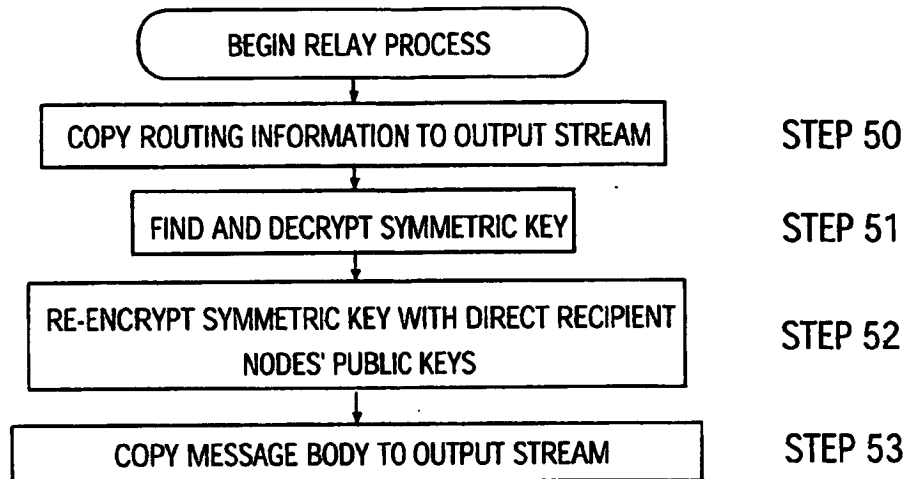 BEGIN RELAY PROCESS
COPY ROUTING INFORMATION TO OUTPUT STREAM
STEP 50
FIND AND DECRYPT SYMMETRIC KEY
STEP 51
RE-ENCRYPT SYMMETRIC KEY WITH DIRECT RECIPIENT
NODES' PUBLIC KEYS
STEP 52
COPY MESSAGE BODY TO OUTPUT STREAM
STEP 53